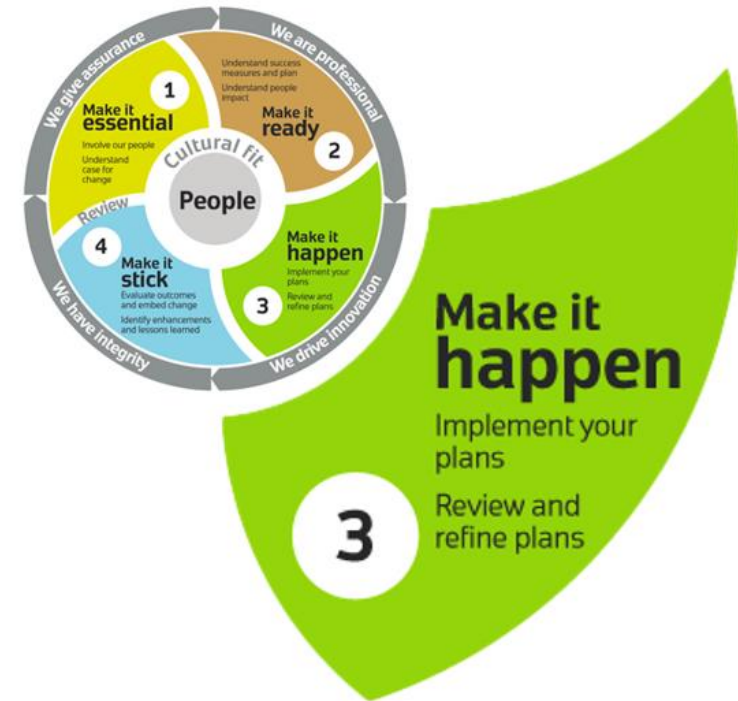 We give assurance
We are professional
We drive innovation
We have integrity
1
Make it
essential
Involve our people
Understand
case for
change
Understand success
measures and plan
Understand people
impact
Make it
ready
2
Cultural fit
People
Review
4
Make it
stick
Evaluate outcomes
and embed change
Identify enhancements
and lessons learned
Make it
happen
Implement your
plans
3
Review and
refine plans
Make it
happen
Implement your
plans
3
Review and
refine plans